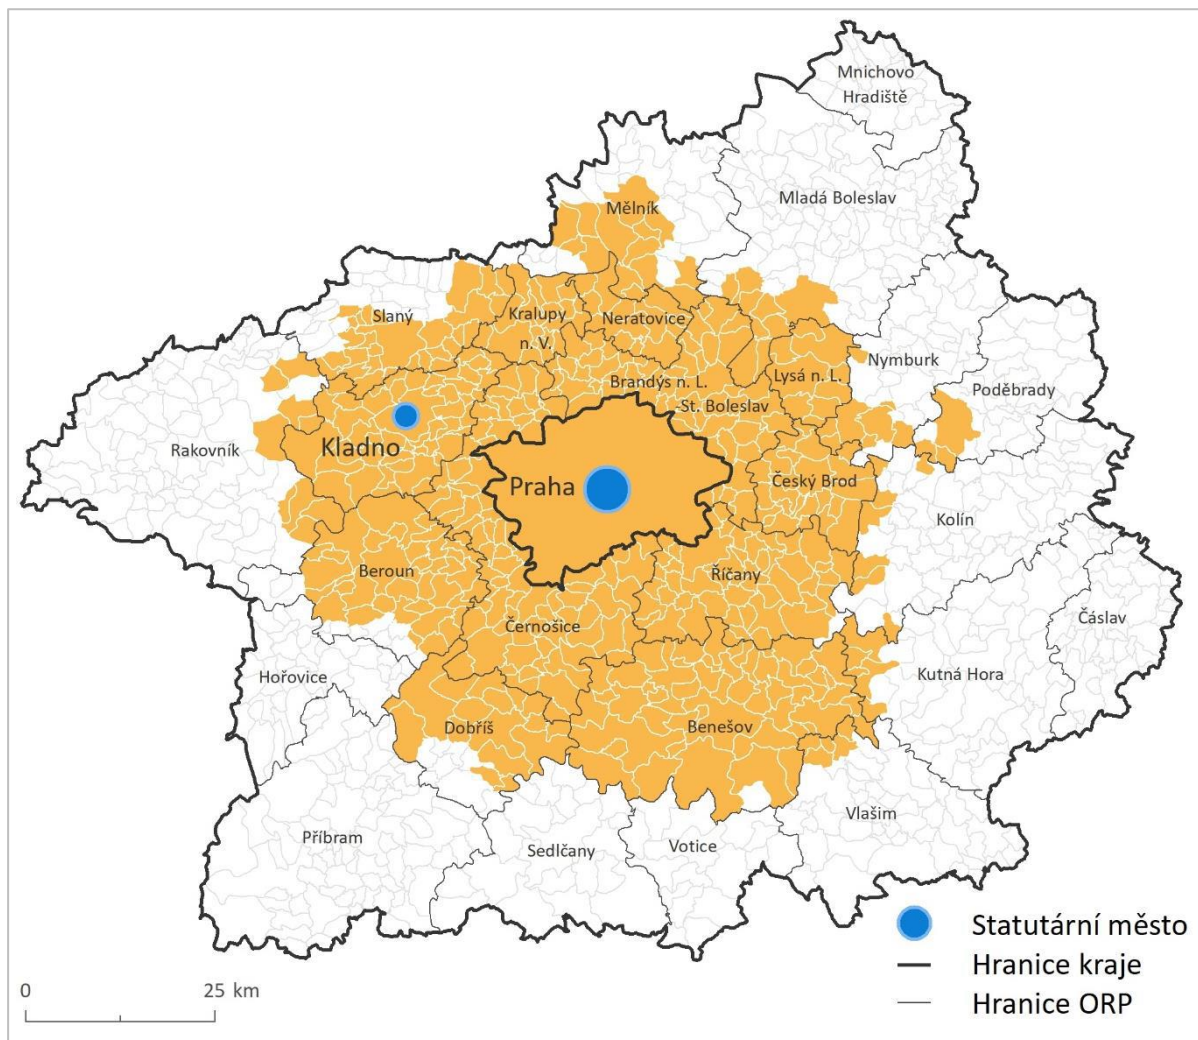 Mnichovo
Hradiště
Mladá Boleslav
Mělník
Slaný
Kralupy
n. V.
Neratovice
Nymburk
Brandýs n. L.
-St. Boleslav
Lysá n. L.
Poděbrady
Rakovník
Kladno
Praha
Český Brod
Kolín
Beroun
Říčany
Černošice
Čáslav
Hořovice
Kutná Hora
Dobříš
Benešov
Příbram
Sedlčany
Votice
Vlašim
Statutární město
Hranice kraje
Hranice ORP
0 25 km